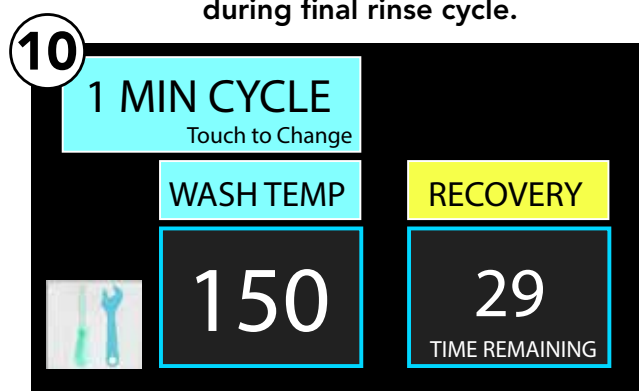 during final rinse cycle.
10
1 MIN CYCLE
Touch to Change
WASH TEMP
RECOVERY
150
29
TIME REMAINING